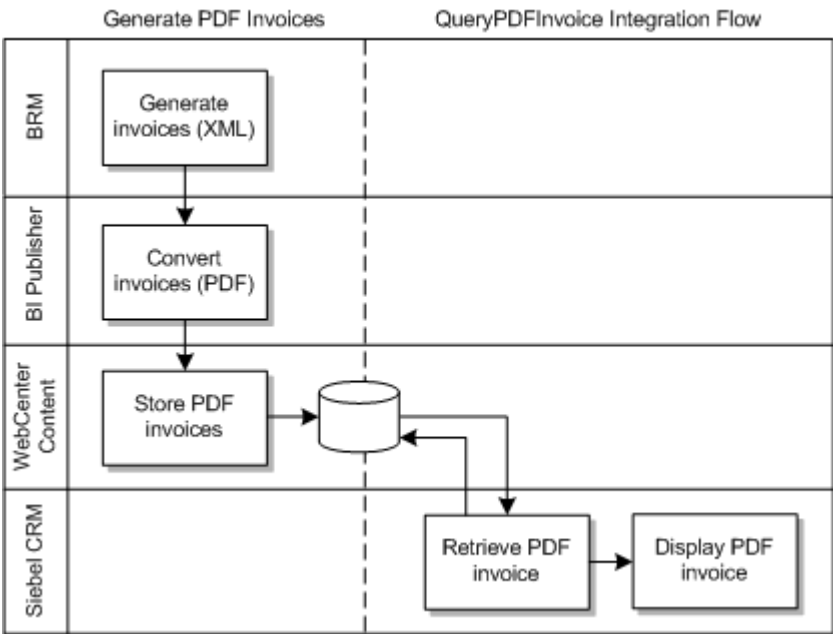 Generate PDF Invoices
QueryPDFInvoice Integration Flow
BRM
Generate
invoices (XML)
BI Publisher
Convert
invoices (PDF)
WebCenter
Content
Store PDF
invoices
Siebel CRM
Retrieve PDF
invoice
Display PDF
invoice